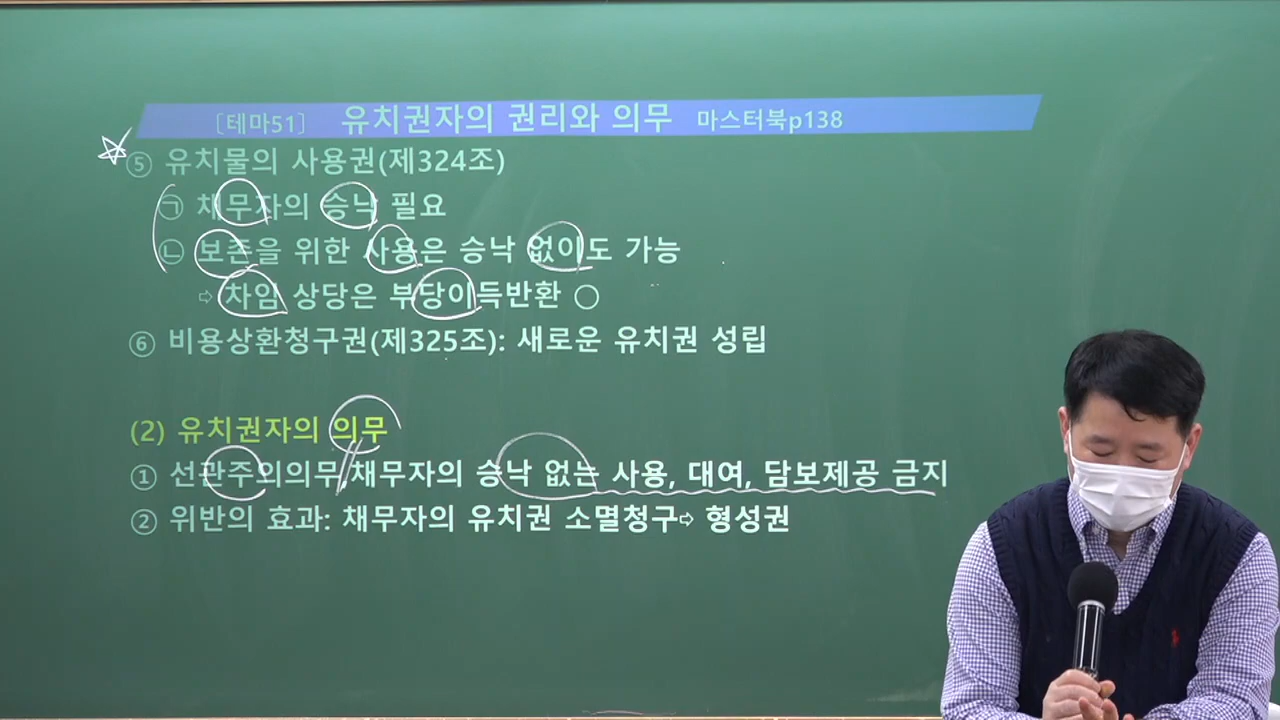 ［테마51］ 유치권자의 권리와 의무 마스터북p138
⑤ 유치물의 사용권(제324조)
㉠ 채무자의 승낙 필요
㉡ 보존을 위한 사용은 승낙 없이도 가능
⇨ 차임 상당은 부당이득반환 ○
⑥ 비용상환청구권(제325조): 새로운 유치권 성립
(2) 유치권자의 의무
① 선관주의의무,채무자의 승낙 없는 사용, 대여, 담보제공 금지
② 위반의 효과: 채무자의 유치권 소멸청구⇨ 형성권